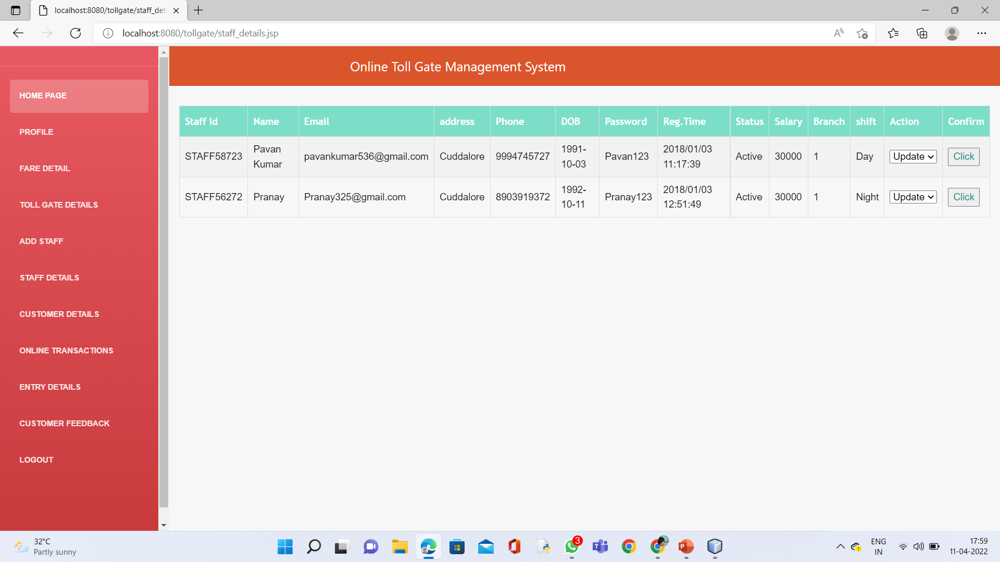 localhost:8080/tollgate/staff_deta
localhost:8080/tollgate/staff_details.jsp
Online Toll Gate Management System
HOME PAGE
PROFILE
FARE DETAIL
TOLL GATE DETAILS
ADD STAFF
STAFF DETAILS
CUSTOMER DETAILS
ONLINE TRANSACTIONS
ENTRY DETAILS
CUSTOMER FEEDBACK
LOGOUT
Staff Id Name Email address Phone DOB Password Reg.Time Status Salary Branch shift Action Confirm
STAFF58723 Pavan Kumar pavankumar536@gmail.com Cuddalore 9994745727 1991-10-03 Pavan123 2018/01/03 11:17:39 Active 30000 1 Day Update Click
STAFF56272 Pranay Pranay325@gmail.com Cuddalore 8903919372 1992-10-11 Pranay123 2018/01/03 12:51:49 Active 30000 1 Night Update Click
32°C
Partly sunny
3
ENG
IN
17:59
11-04-2022